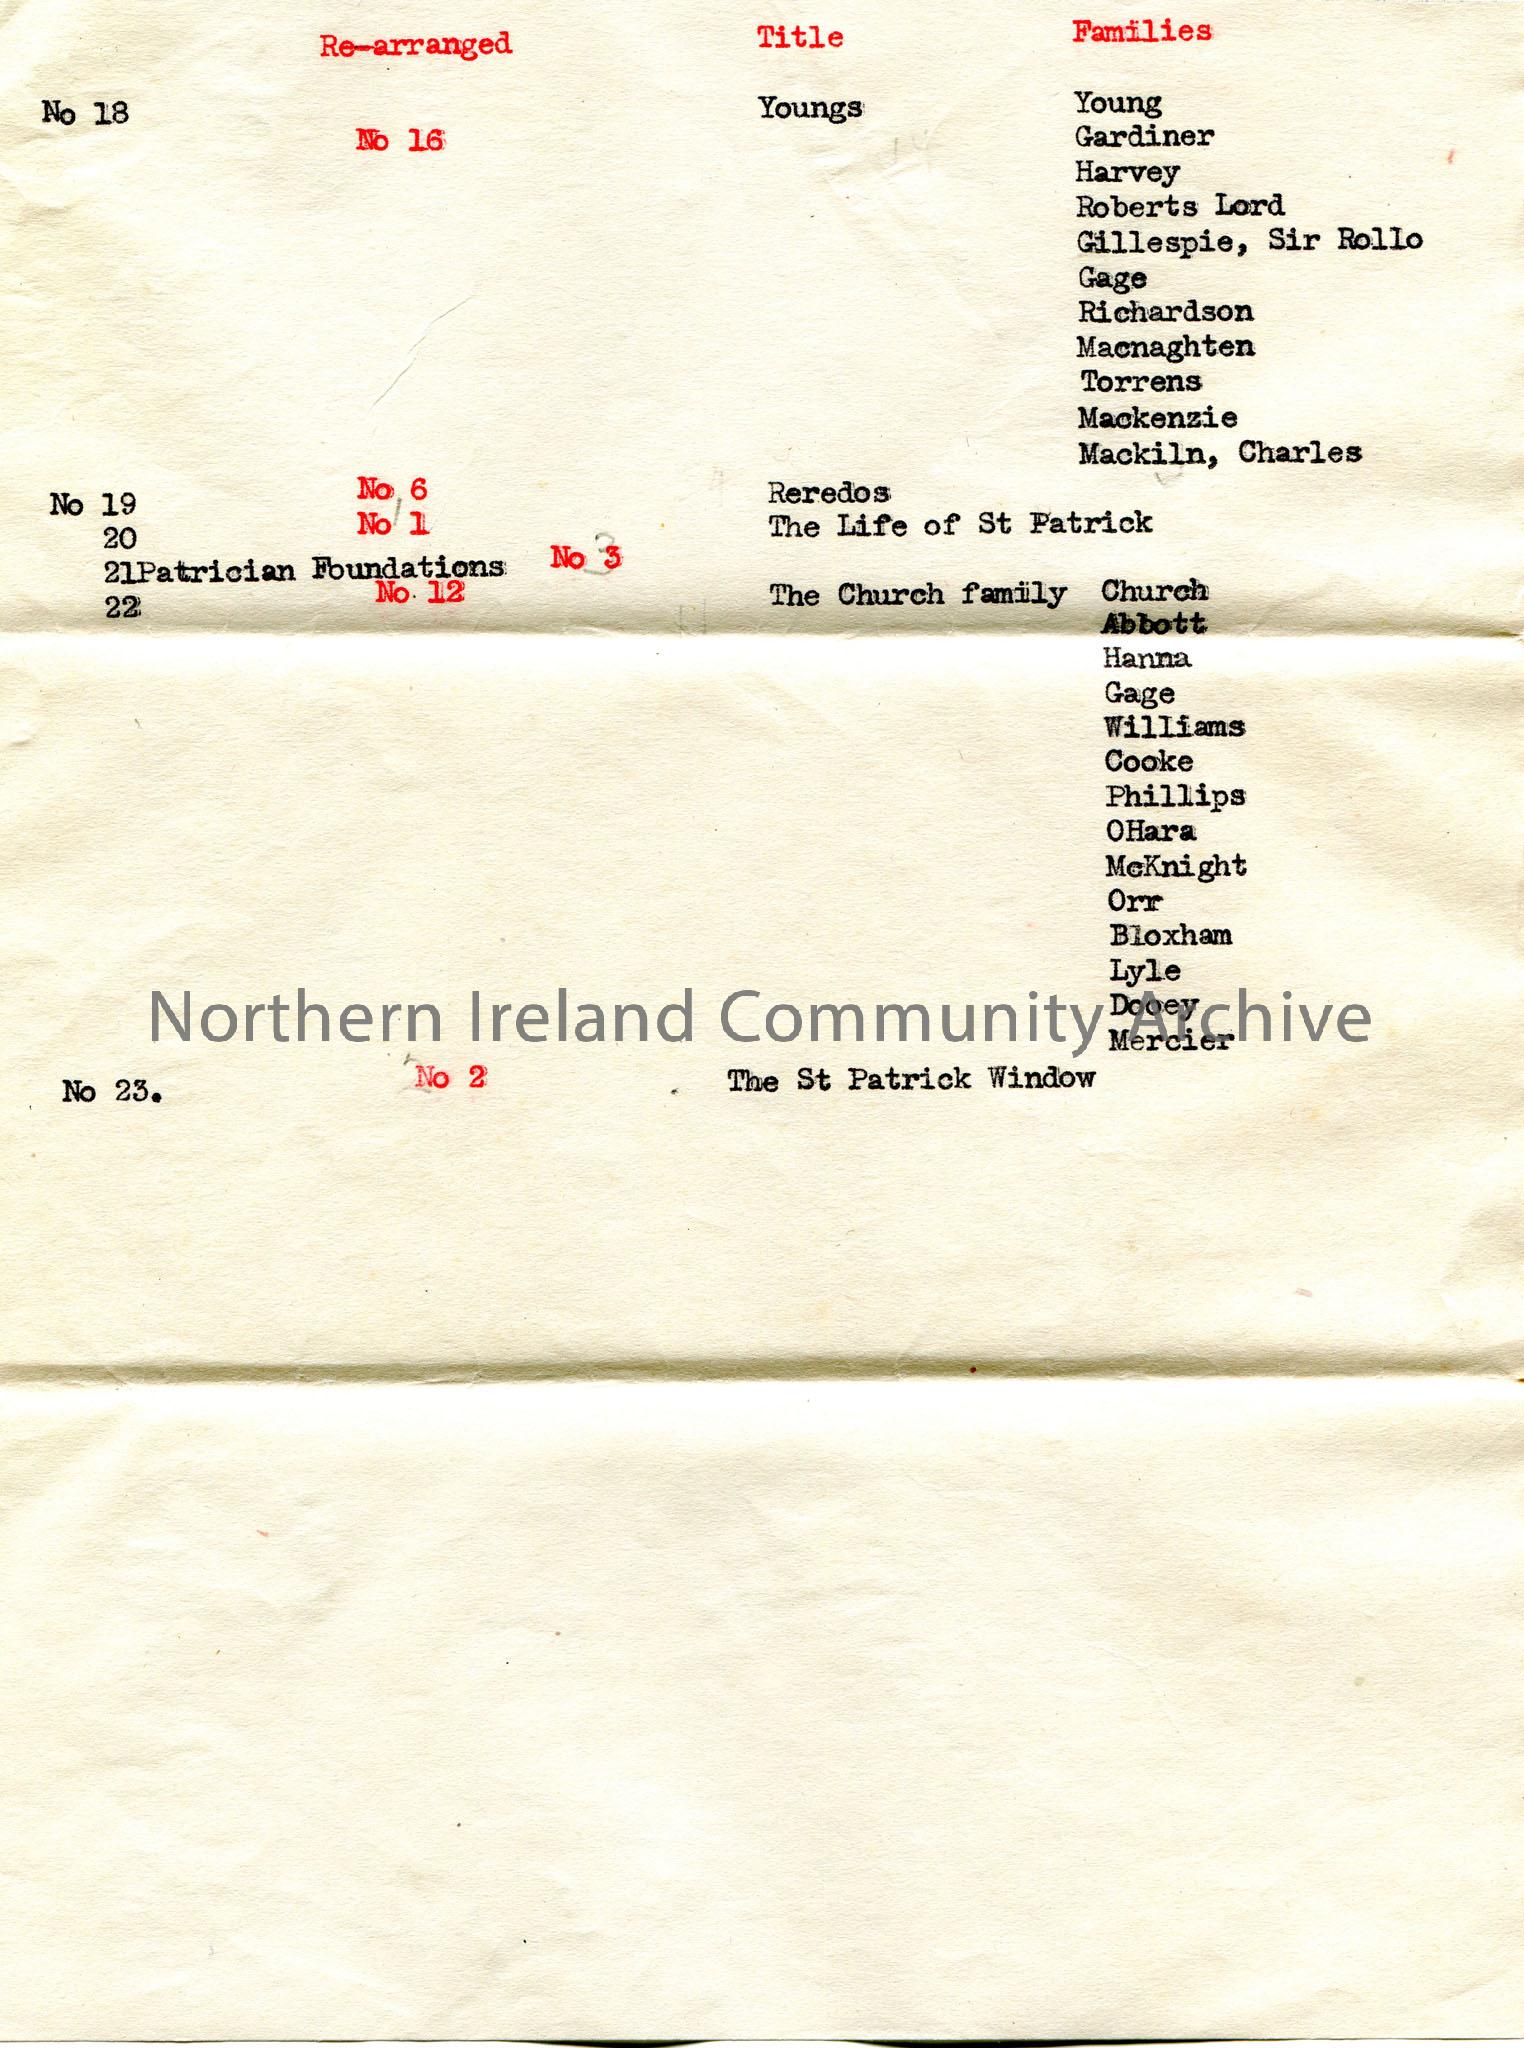 Re-arranged Title Families
No 18 Youngs Young
No 16 Gardiner
Harvey
Roberts Lord
Gillespie, Sir Rollo
Gage
Richardson
Macnaghten
Torrens
Mackenzie
Mackiln, Charles
No 19 No 6 Reredos
20 No 1 The Life of St Patrick
21Patrician Foundations No 3
22 No 12 The Church family Church
Abbott
Hanna
Gage
Williams
Cooke
Phillips
OHara
McKnight
Orr
Bloxham
Lyle
Dooey
Northern Ireland Community Archive
Mercier
No 23. No 2 The St Patrick Window